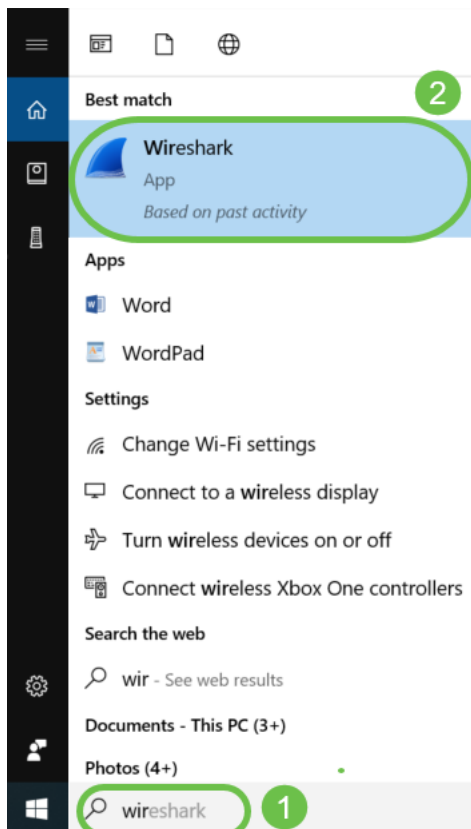 Best match
2
Wireshark
App
Based on past activity
Apps
Word
WordPad
Settings
Change Wi-Fi settings
Connect to a wireless display
Turn wireless devices on or off
Connect wireless Xbox One controllers
Search the web
wir - See web results
Documents - This PC (3+)
Photos (4+)
wireshark
1